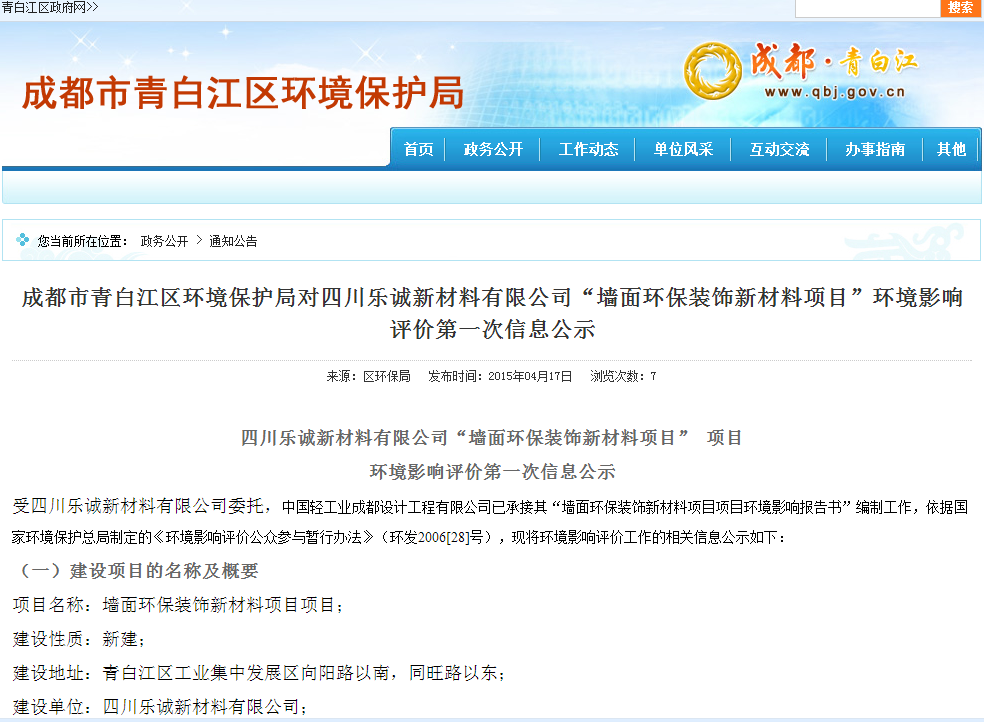 青白江区政府网>>
搜索
成都市青白江区环境保护局
成都·青白江
www.qbj.gov.cn
首页 政务公开 工作动态 单位风采 互动交流 办事指南 其他
您当前所在位置： 政务公开 > 通知公告
成都市青白江区环境保护局对四川乐诚新材料有限公司“墙面环保装饰新材料项目”环境影响
评价第一次信息公示
来源：区环保局 发布时间：2015年04月17日 浏览次数：7
四川乐诚新材料有限公司“墙面环保装饰新材料项目” 项目
环境影响评价第一次信息公示
受四川乐诚新材料有限公司委托，中国轻工业成都设计工程有限公司已承接其“墙面环保装饰新材料项目项目环境影响报告书”编制工作，依据国
家环境保护总局制定的《环境影响评价公众参与暂行办法》（环发2006[28]号），现将环境影响评价工作的相关信息公示如下：
（一）建设项目的名称及概要
项目名称：墙面环保装饰新材料项目项目；
建设性质：新建；
建设地址：青白江区工业集中发展区向阳路以南，同旺路以东；
建设单位：四川乐诚新材料有限公司；